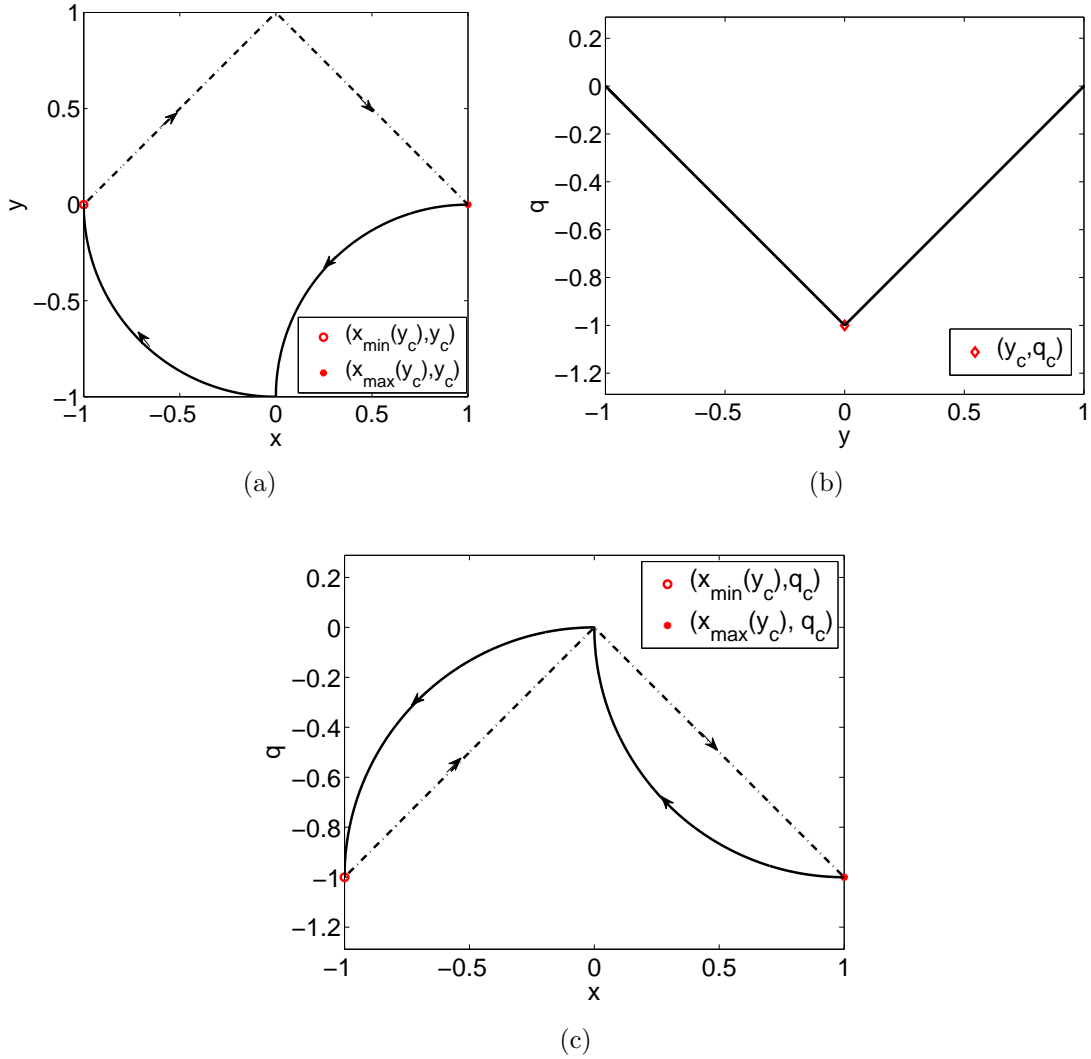 1
0.5
0
−0.5
−1
y
−1
−0.5
0
0.5
1
x
(x_min(y_c),y_c)
(x_max(y_c),y_c)
(a)
0.2
0
−0.2
−0.4
−0.6
−0.8
−1
−1.2
q
−1
−0.5
0
0.5
1
y
(y_c,q_c)
(b)
0.2
0
−0.2
−0.4
−0.6
−0.8
−1
−1.2
q
−1
−0.5
0
0.5
1
x
(x_min(y_c),q_c)
(x_max(y_c), q_c)
(c)